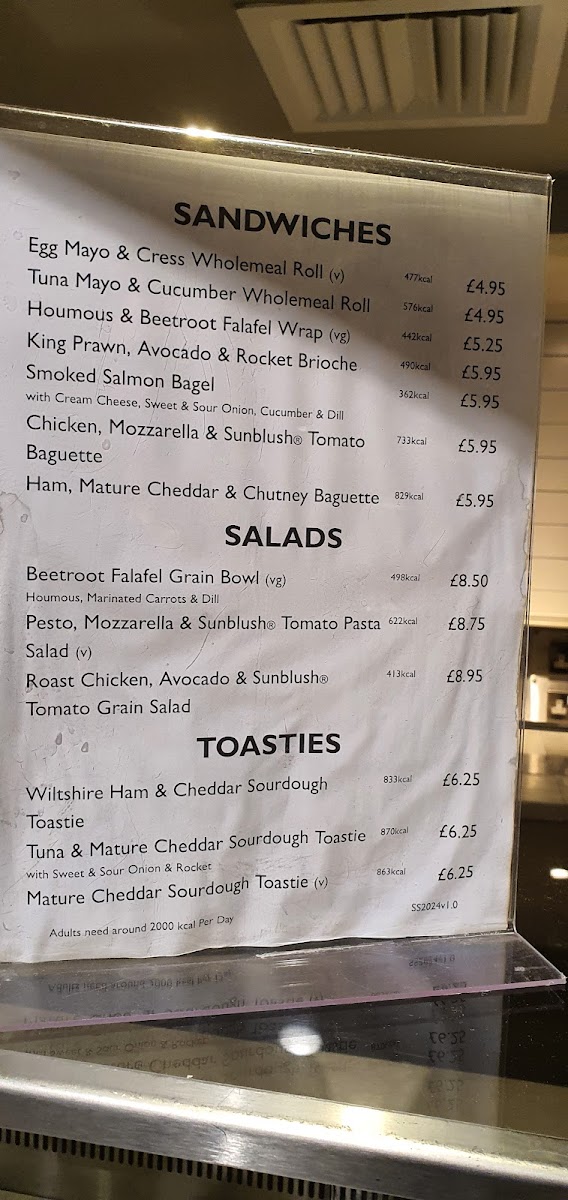 SANDWICHES
Egg Mayo & Cress Wholemeal Roll (v) 477kcal £4.95
Tuna Mayo & Cucumber Wholemeal Roll 576kcal £4.95
Houmous & Beetroot Falafel Wrap (vg) 442kcal £5.25
King Prawn, Avocado & Rocket Brioche 490kcal £5.95
Smoked Salmon Bagel 362kcal £5.95
with Cream Cheese, Sweet & Sour Onion, Cucumber & Dill
Chicken, Mozzarella & Sunblush® Tomato 733kcal £5.95
Baguette
Ham, Mature Cheddar & Chutney Baguette 829kcal £5.95
SALADS
Beetroot Falafel Grain Bowl (vg) 498kcal £8.50
Houmous, Marinated Carrots & Dill
Pesto, Mozzarella & Sunblush® Tomato Pasta 622kcal £8.75
Salad (v)
Roast Chicken, Avocado & Sunblush® 413kcal £8.95
Tomato Grain Salad
TOASTIES
Wiltshire Ham & Cheddar Sourdough 833kcal £6.25
Toastie
Tuna & Mature Cheddar Sourdough Toastie 870kcal £6.25
with Sweet & Sour Onion & Rocket
Mature Cheddar Sourdough Toastie (v) 863kcal £6.25
SS2024v1.0
Adults need around 2000 kcal Per Day